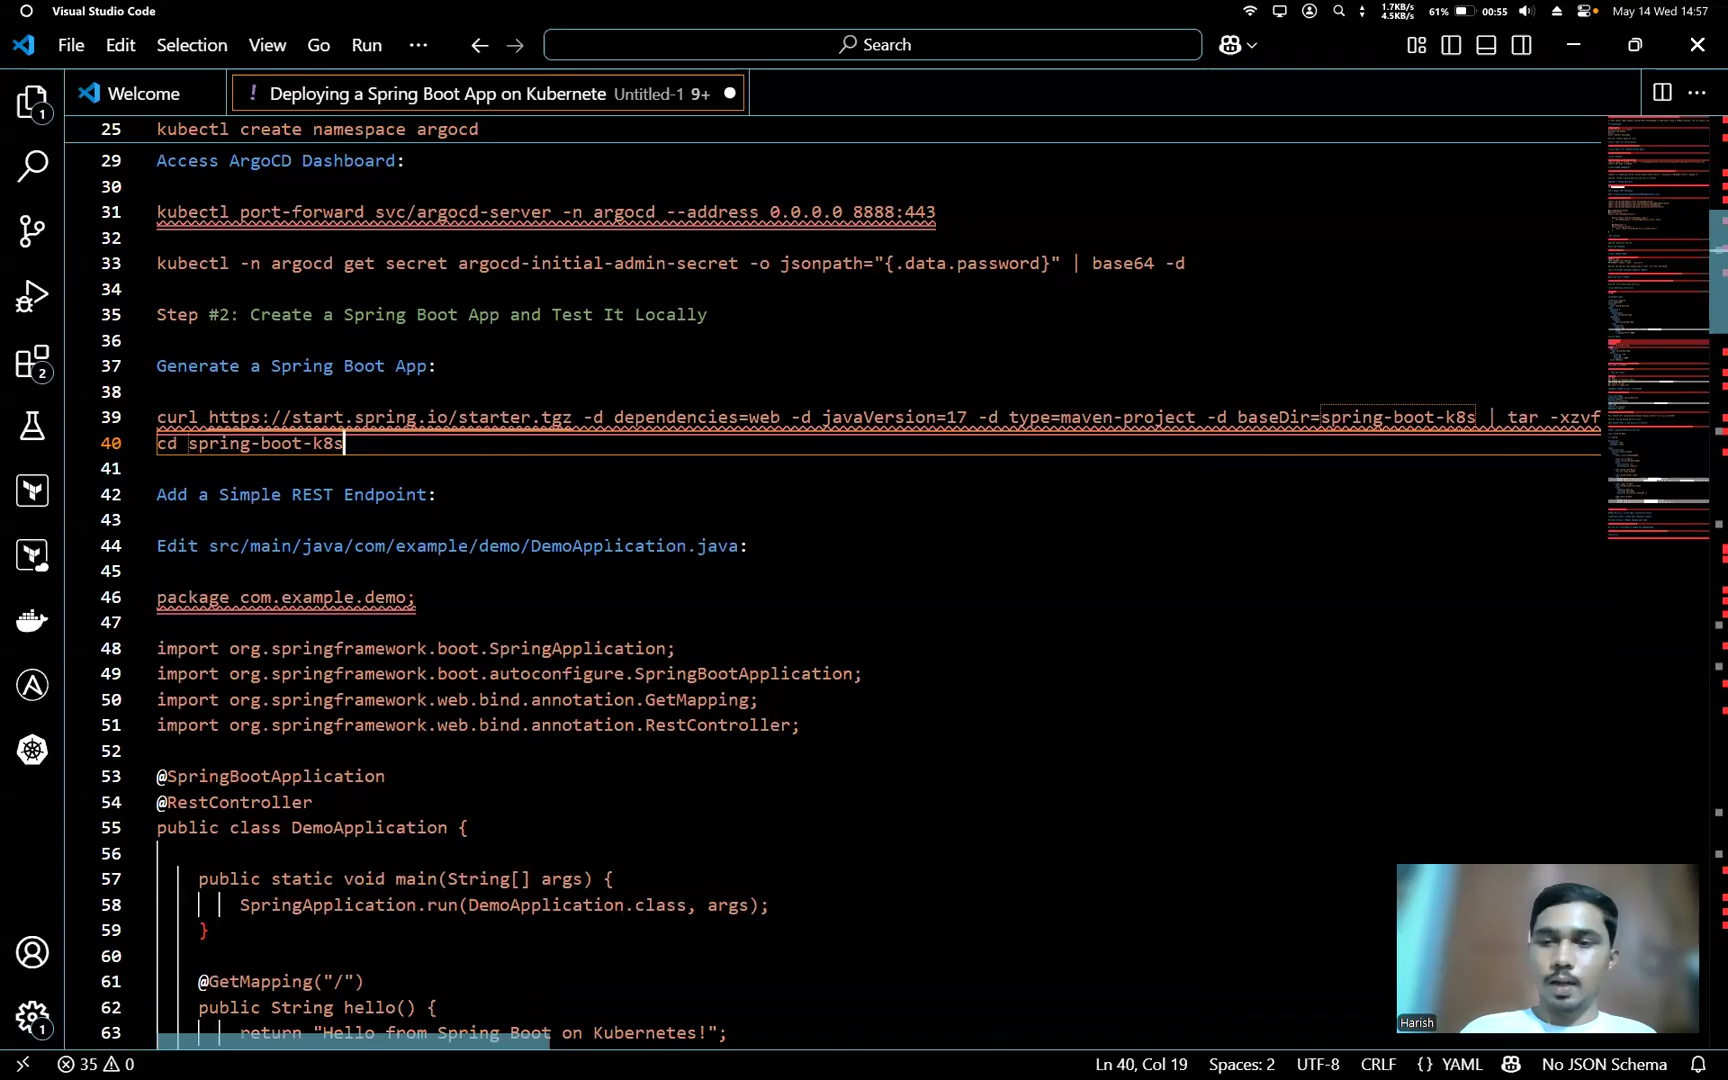 Visual Studio Code
1.7KB/s
4.5KB/s
61%
00:55
May 14 Wed 14:57
File Edit Selection View Go Run ···
Search
Welcome
! Deploying a Spring Boot App on Kubernete Untitled-1 9+
25 kubectl create namespace argocd
29 Access ArgoCD Dashboard:
30
31 kubectl port-forward svc/argocd-server -n argocd --address 0.0.0.0 8888:443
32
33 kubectl -n argocd get secret argocd-initial-admin-secret -o jsonpath="{.data.password}" | base64 -d
34
35 Step #2: Create a Spring Boot App and Test It Locally
36
37 Generate a Spring Boot App:
38
39 curl https://start.spring.io/starter.tgz -d dependencies=web -d javaVersion=17 -d type=maven-project -d baseDir=spring-boot-k8s | tar -xzvf
40 cd spring-boot-k8s
41
42 Add a Simple REST Endpoint:
43
44 Edit src/main/java/com/example/demo/DemoApplication.java:
45
46 package com.example.demo;
47
48 import org.springframework.boot.SpringApplication;
49 import org.springframework.boot.autoconfigure.SpringBootApplication;
50 import org.springframework.web.bind.annotation.GetMapping;
51 import org.springframework.web.bind.annotation.RestController;
52
53 @SpringBootApplication
54 @RestController
55 public class DemoApplication {
56
57 public static void main(String[] args) {
58 SpringApplication.run(DemoApplication.class, args);
59 }
60
61 @GetMapping("/")
62 public String hello() {
63 return "Hello from Spring Boot on Kubernetes!";
1
2
1
Harish
35 0
Ln 40, Col 19 Spaces: 2 UTF-8 CRLF {} YAML No JSON Schema